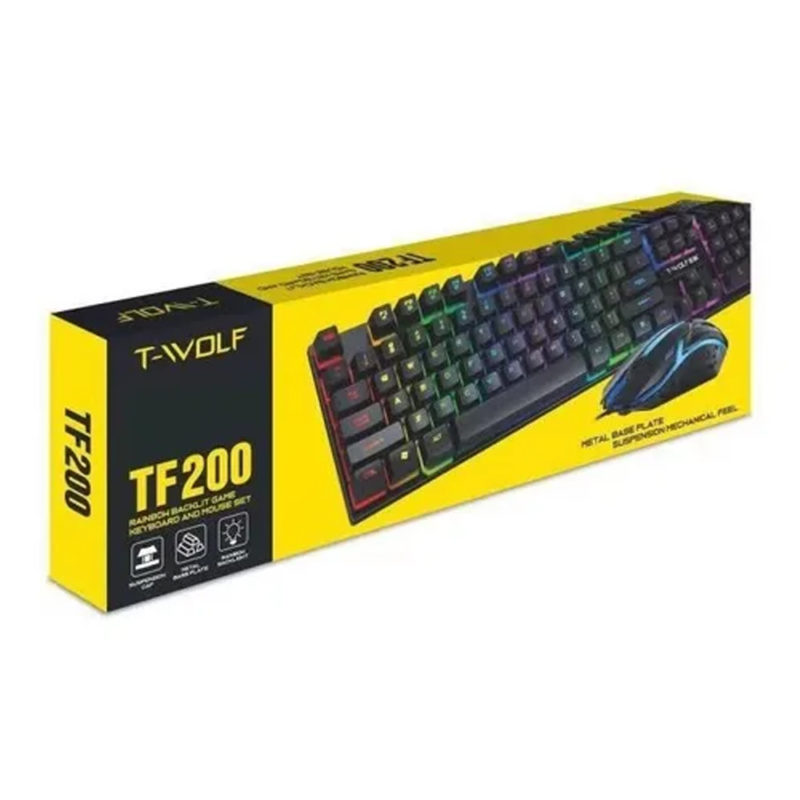 T-WOLF
TF200
T-WOLF
TF200
RAINBOW BACKLIT GAME
KEYBOARD AND MOUSE SET
SUSPENSION
CAP
METAL
BASE PLATE
RAINBOW
BACKLIGHT
TF200
T-WOLF
METAL BASE PLATE
SUSPENSION MECHANICAL FEEL